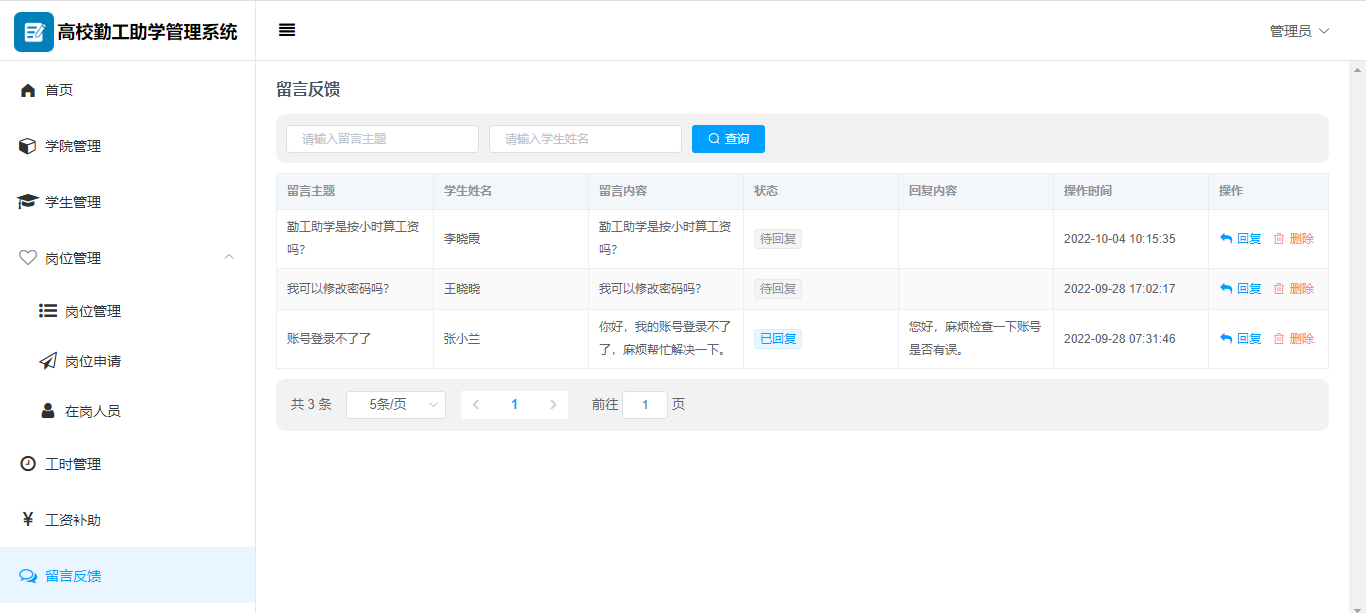 高校勤工助学管理系统
管理员
首页
学院管理
学生管理
岗位管理
岗位管理
岗位申请
在岗人员
工时管理
¥ 工资补助
留言反馈
留言反馈
请输入留言主题 请输入学生姓名 查询
留言主题 学生姓名 留言内容 状态 回复内容 操作时间 操作
勤工助学是按小时算工资
吗?
李晓霞
勤工助学是按小时算工资
吗?
待回复
2022-10-04 10:15:35
回复 删除
我可以修改密码吗? 王晓晓 我可以修改密码吗? 待回复 2022-09-28 17:02:17 回复 删除
账号登录不了了
张小兰
你好，我的账号登录不了
了，麻烦帮忙解决一下。
已回复
您好，麻烦检查一下账号
是否有误。
2022-09-28 07:31:46
回复 删除
共 3 条 5条/页 1 前往 1 页